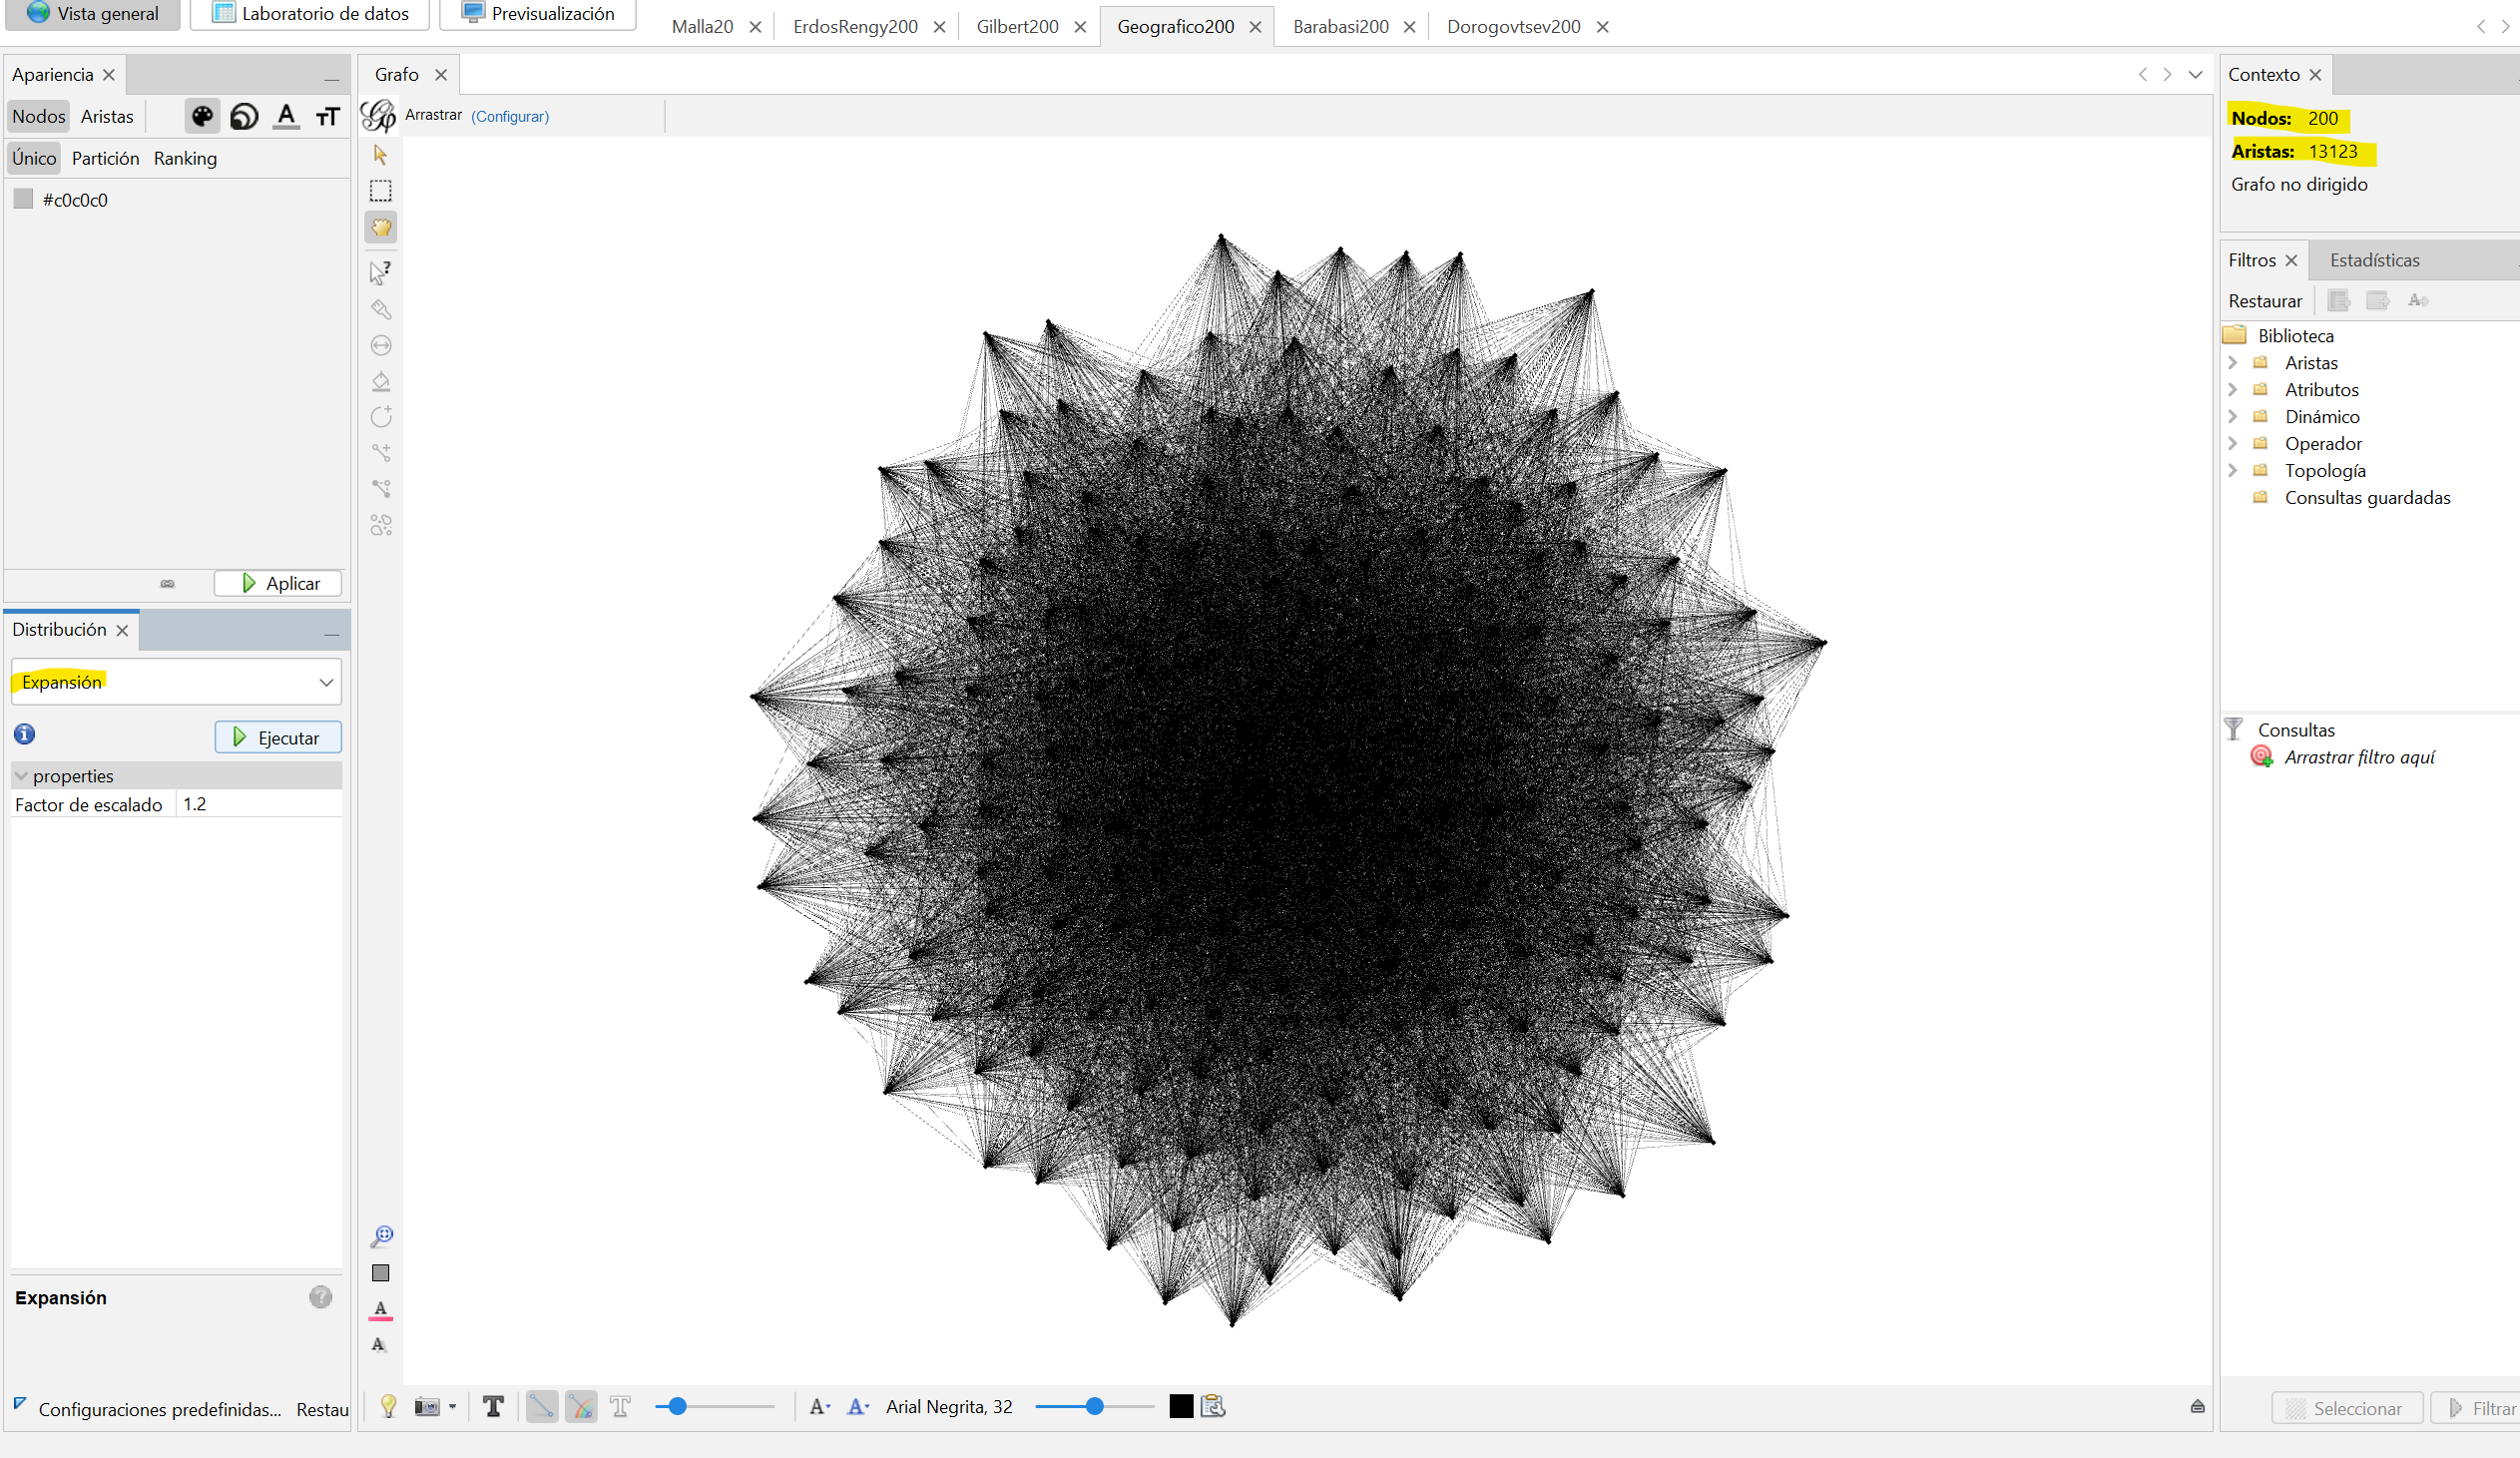 Vista general
Laboratorio de datos
Previsualización
Malla20
ErdosRengy200
Gilbert200
Geografico200
Barabasi200
Dorogovtsev200
Apariencia
Nodos
Aristas
Único
Partición
Ranking
#c0c0c0
Aplicar
Distribución
Expansión
Ejecutar
properties
Factor de escalado
1.2
Expansión
Configuraciones predefinidas...
Restau
Grafo
Arrastrar
(Configurar)
Arial Negrita, 32
Contexto
Nodos: 200
Aristas: 13123
Grafo no dirigido
Filtros
Estadísticas
Restaurar
Biblioteca
Aristas
Atributos
Dinámico
Operador
Topología
Consultas guardadas
Consultas
Arrastrar filtro aquí
Seleccionar
Filtrar